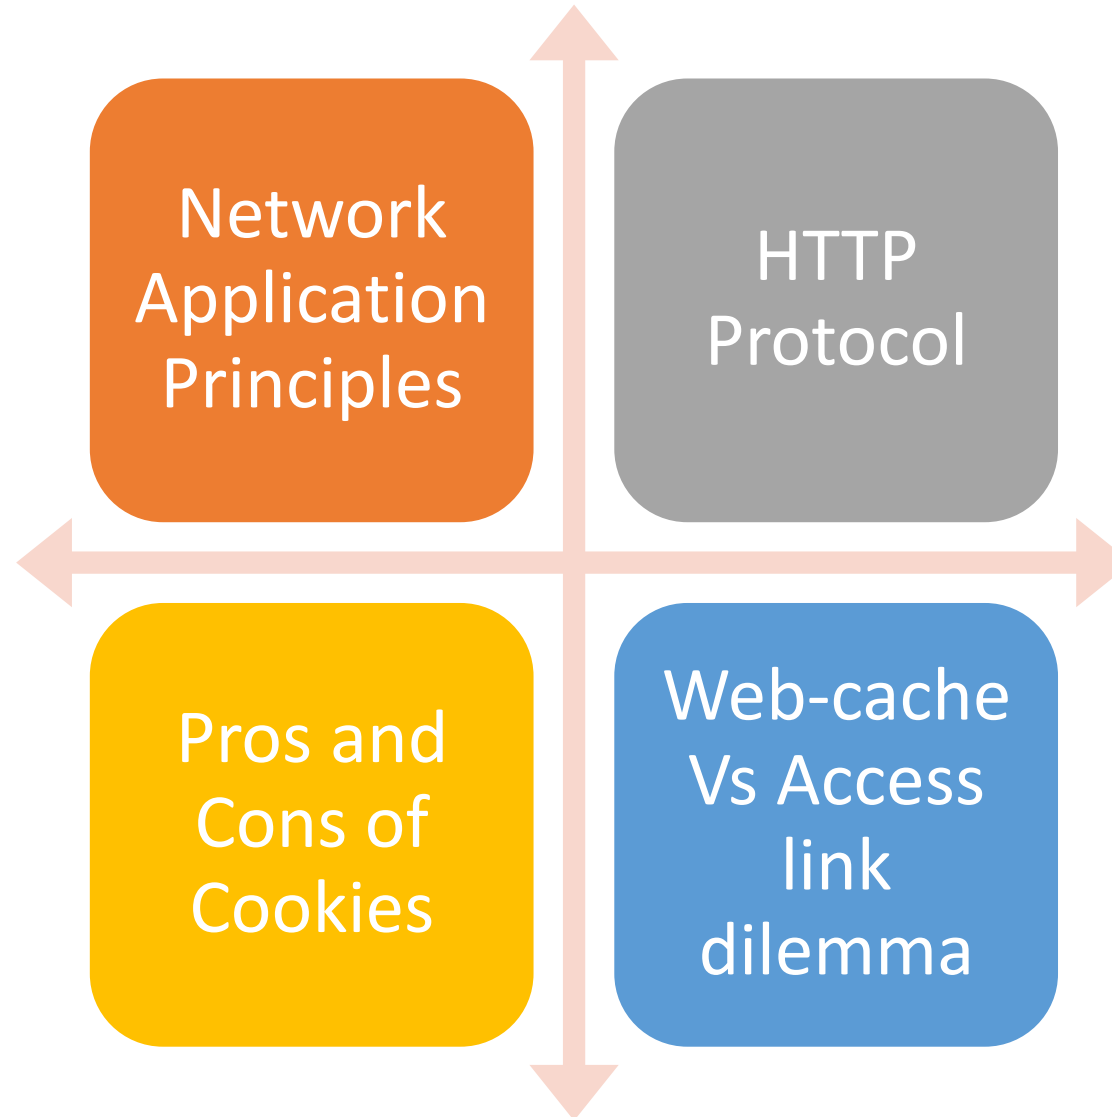 Network
Application
Principles
HTTP
Protocol
Pros and
Cons of
Cookies
Web-cache
Vs Access
link
dilemma